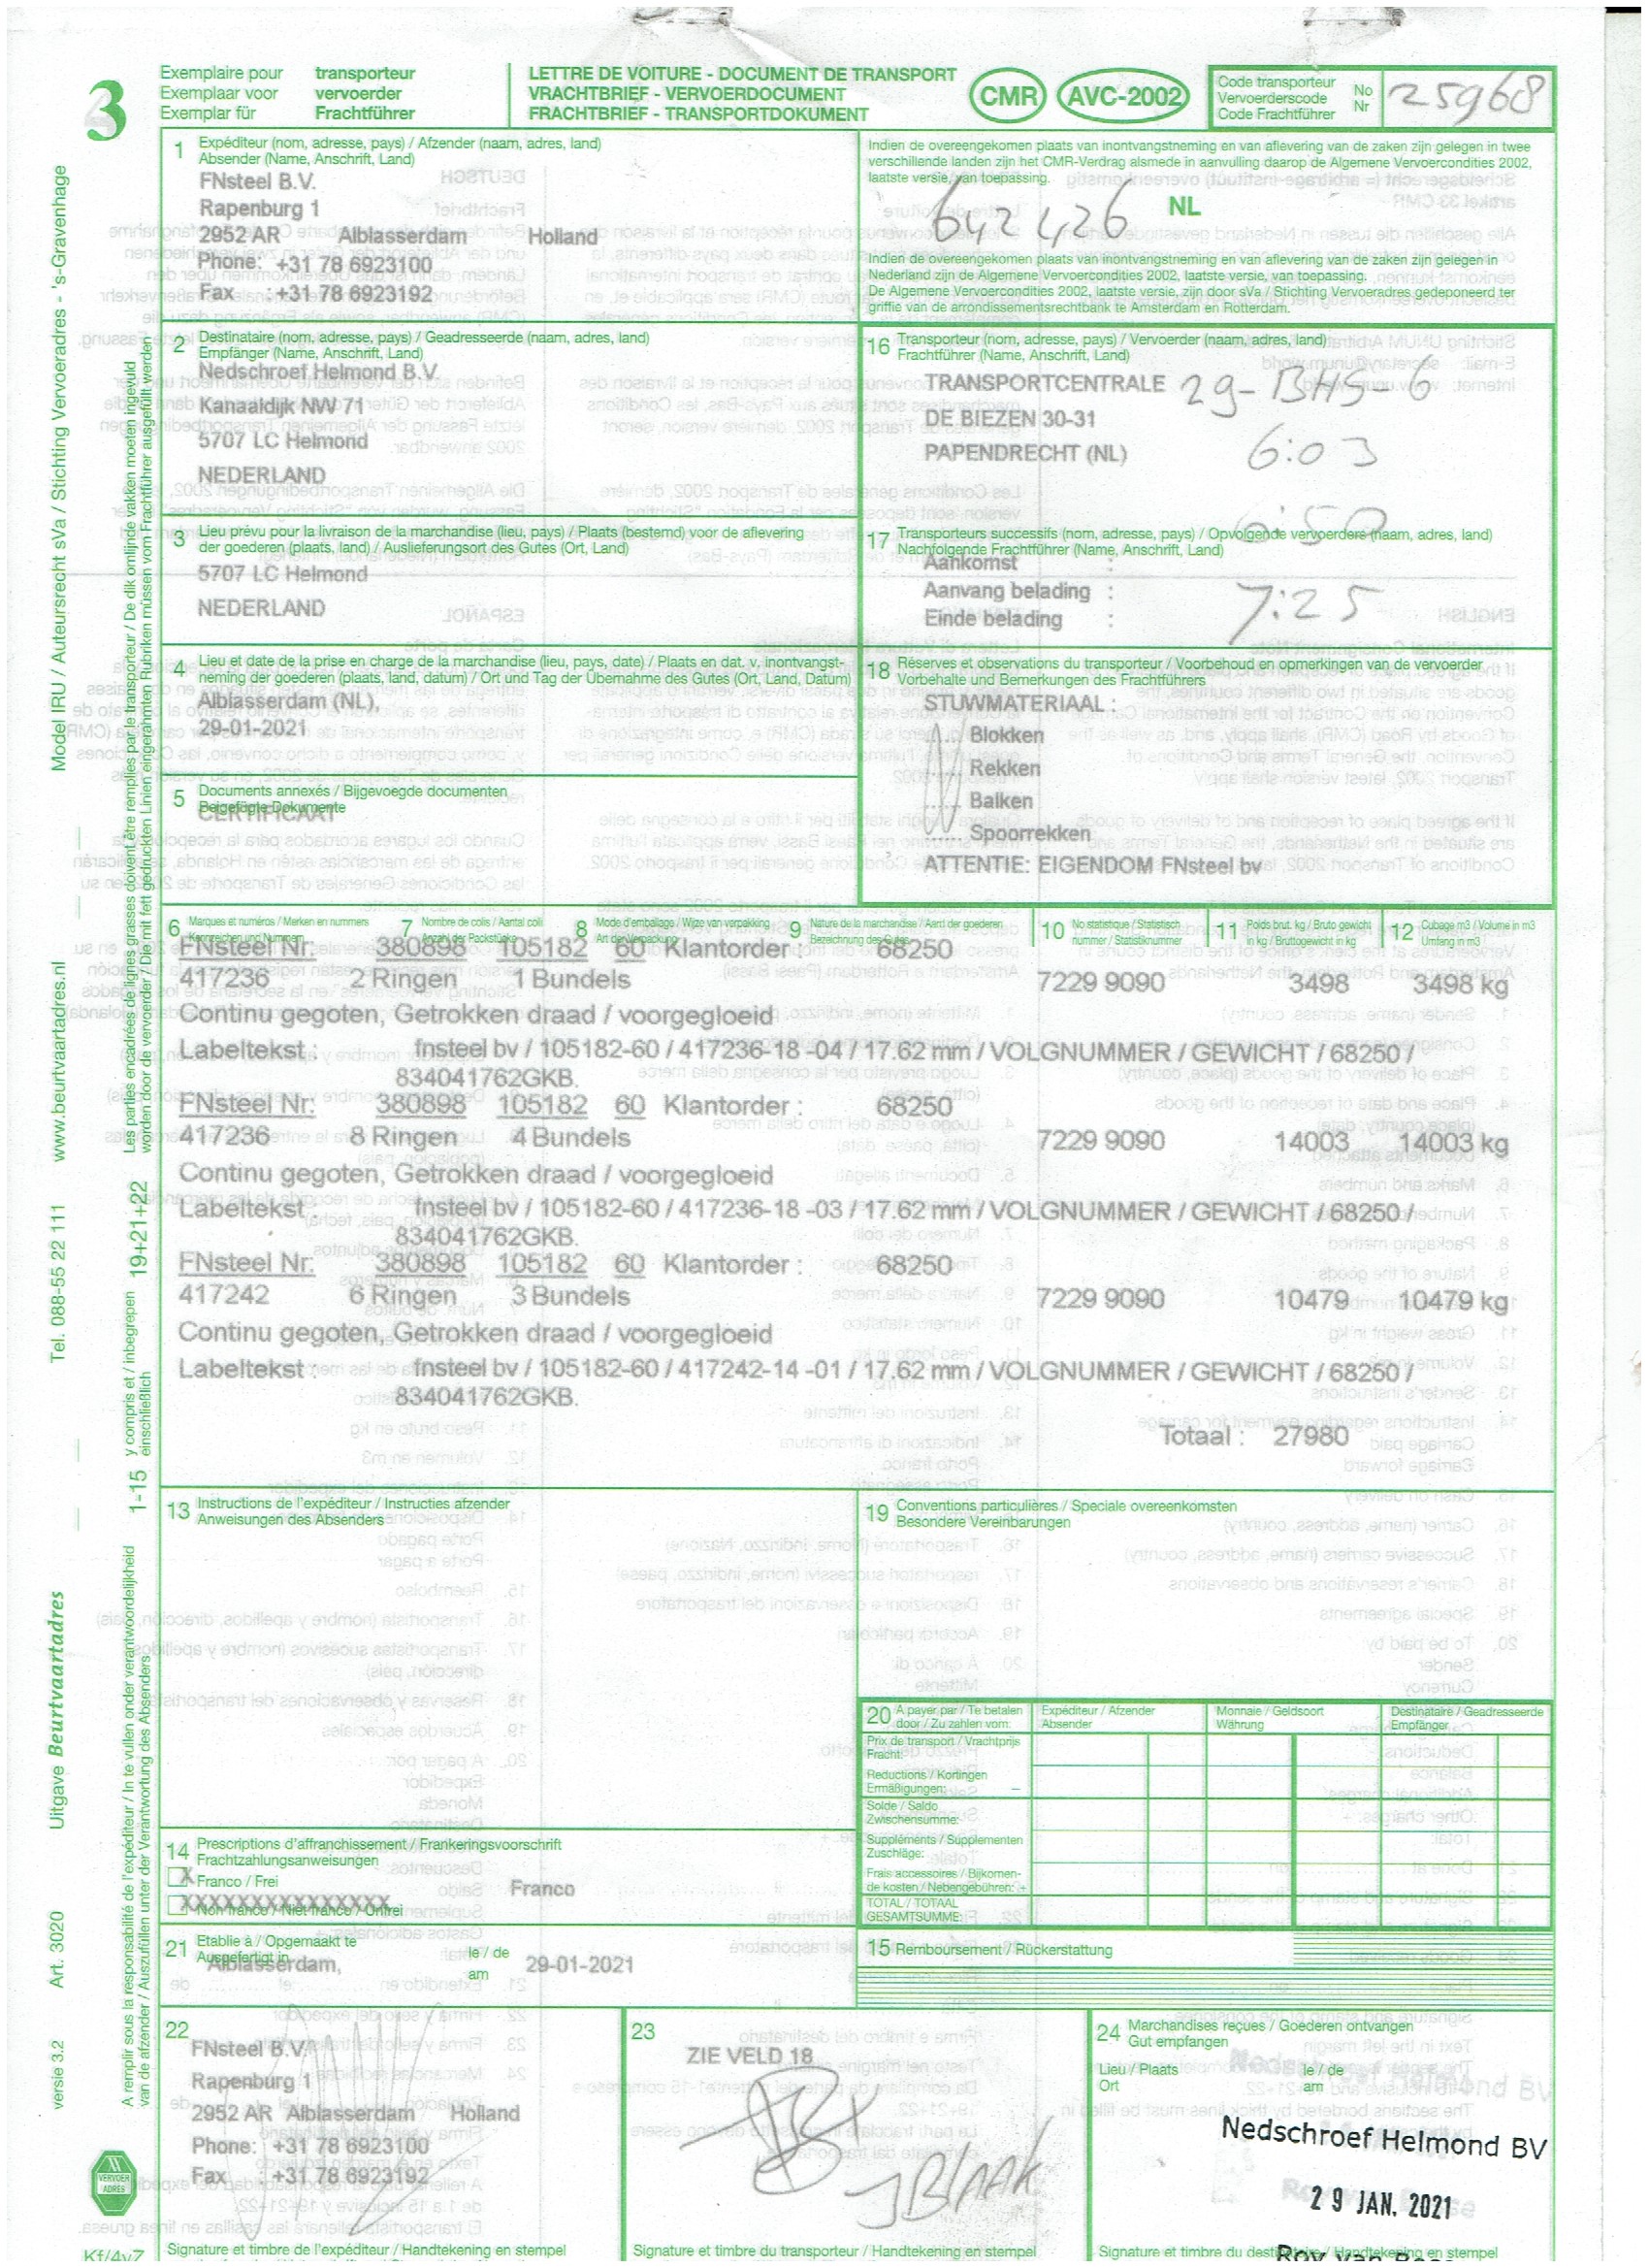 3
Exemplaire pour transporteur
Exemplaar voor vervoerder
Exemplar für Frachtführer
LETTRE DE VOITURE - DOCUMENT DE TRANSPORT
VRACHTBRIEF - VERVOERDOCUMENT
FRACHTBRIEF - TRANSPORTDOKUMENT
CMR AVC-2002
Code transporteur No
Vervoerderscode Nr
Code Frachtführer
25968
1 Expéditeur (nom, adresse, pays) / Afzender (naam, adres, land)
Absender (Name, Anschrift, Land)
FNsteel B.V.
Rapenburg 1
2952 AR Alblasserdam Holland
Phone: +31 78 6923100
Fax : +31 78 6923192
Indien de overeengekomen plaats van inontvangstneming en van aflevering van de zaken zijn gelegen in twee
verschillende landen zijn het CMR-Verdrag alsmede in aanvulling daarop de Algemene Vervoercondities 2002,
laatste versie, van toepassing.
642426 NL
Indien de overeengekomen plaats van inontvangstneming en van aflevering van de zaken zijn gelegen in
Nederland zijn de Algemene Vervoercondities 2002, laatste versie, van toepassing.
De Algemene Vervoercondities 2002, laatste versie, zijn door sVa / Stichting Vervoeradres gedeponeerd ter
griffie van de arrondissementsrechtbank te Amsterdam en Rotterdam.
2 Destinataire (nom, adresse, pays) / Geadresseerde (naam, adres, land)
Empfänger (Name, Anschrift, Land)
Nedschroef Helmond B.V.
Kanaaldijk NW 71
5707 LC Helmond
NEDERLAND
16 Transporteur (nom, adresse, pays) / Vervoerder (naam, adres, land)
Frachtführer (Name, Anschrift, Land)
TRANSPORTCENTRALE 29-BHS-6
DE BIEZEN 30-31
PAPENDRECHT (NL) 6:03
3 Lieu prévu pour la livraison de la marchandise (lieu, pays) / Plaats (bestemd) voor de aflevering
der goederen (plaats, land) / Auslieferungsort des Gutes (Ort, Land)
5707 LC Helmond
NEDERLAND
6:50
17 Transporteurs successifs (nom, adresse, pays) / Opvolgende vervoerders (naam, adres, land)
Nachfolgende Frachtführer (Name, Anschrift, Land)
Aankomst :
Aanvang belading :
Einde belading :
7:25
4 Lieu et date de la prise en charge de la marchandise (lieu, pays, date) / Plaats en dat. v, inontvangst-
neming der goederen (plaats, land, datum) / Ort und Tag der Übernahme des Gutes (Ort, Land, Datum)
Alblasserdam (NL),
29-01-2021
18 Réserves et observations du transporteur / Voorbehoud en opmerkingen van de vervoerder
Vorbehalte und Bemerkungen des Frachtführers
STUWMATERIAAL :
Blokken
Rekken
Balken
Spoorrekken
ATTENTIE: EIGENDOM FNsteel bv
5 Documents annexés / Bijgevoegde documenten
Beigefügte Dokumente
CERTIFICAAT
6 Marques et numéros / Merken en nummers
Kennzeichen und Nummern
7 Nombre de colis / Aantal colli
Anzahl der Packstücke
8 Mode d'emballage / Wijze van verpakking
Art der Verpackung
9 Nature de la marchandise / Aard der goederen
Bezeichnung des Gutes
10 No statistique / Statistisch
nummer / Statistiknummer
11 Poids brut. kg / Bruto gewicht
in kg / Bruttogewicht in kg
12 Cubage m3 / Volume in m3
Umfang in m3
FNsteel Nr. 380898 105182 60 Klantorder : 68250
417236 2 Ringen 1 Bundels 7229 9090 3498 3498 kg
Continu gegoten, Getrokken draad / voorgegloeid
Labeltekst : fnsteel bv / 105182-60 / 417236-18 -04 / 17.62 mm / VOLGNUMMER / GEWICHT / 68250 /
834041762GKB.
FNsteel Nr. 380898 105182 60 Klantorder : 68250
417236 8 Ringen 4 Bundels 7229 9090 14003 14003 kg
Continu gegoten, Getrokken draad / voorgegloeid
Labeltekst : fnsteel bv / 105182-60 / 417236-18 -03 / 17.62 mm / VOLGNUMMER / GEWICHT / 68250 /
834041762GKB.
FNsteel Nr. 380898 105182 60 Klantorder : 68250
417242 6 Ringen 3 Bundels 7229 9090 10479 10479 kg
Continu gegoten, Getrokken draad / voorgegloeid
Labeltekst : fnsteel bv / 105182-60 / 417242-14 -01 / 17.62 mm / VOLGNUMMER / GEWICHT / 68250 /
834041762GKB.
Totaal : 27980
13 Instructions de l'expéditeur / Instructies afzender
Anweisungen des Absenders
19 Conventions particulières / Speciale overeenkomsten
Besondere Vereinbarungen
20 A payer par / Te betalen
door / Zu zahlen vom:
Expéditeur / Afzender
Absender
Monnaie / Geldsoort
Währung
Destinataire / Geadresseerde
Empfänger
Prix de transport / Vrachtprijs
Fracht:
Reductions / Kortingen
Ermäßigungen: –
Solde / Saldo
Zwischensumme:
Suppléments / Supplementen
Zuschläge:
Frais accessoires / Bijkomen-
de kosten / Nebengebühren: +
TOTAL / TOTAAL
GESAMTSUMME:
14 Prescriptions d'affranchissement / Frankeringsvoorschrift
Frachtzahlungsanweisungen
X Franco / Frei
Franco
XXXXXXXXXXXXXXXX
Non franco / Niet franco / Unfrei
21 Etablie à / Opgemaakt te
Ausgefertigt in
Alblasserdam,
le / de
am
29-01-2021
15 Remboursement / Rückerstattung
22
FNsteel B.V.
Rapenburg 1
2952 AR Alblasserdam Holland
Phone: +31 78 6923100
Fax : +31 78 6923192
Signature et timbre de l'expéditeur / Handtekening en stempel
23
ZIE VELD 18
J BLAAK
Signature et timbre du transporteur / Handtekening en stempel
24 Marchandises reçues / Goederen ontvangen
Gut empfangen
Lieu / Plaats
Ort
le / de
am
Nedschroef Helmond BV
29 JAN. 2021
Signature et timbre du destinataire / Handtekening en stempel
Roy van
Model IRU / Auteursrecht sVa / Stichting Vervoeradres - 's-Gravenhage
www.beurtvaartadres.nl
Tel. 088-55 22 111
Uitgave Beurtvaartadres
Art. 3020
versie 3.2
Les parties encadrées de lignes grasses doivent être remplies par le transporteur / De dik omlijnde vakken moeten ingevuld
worden door de vervoerder / Die mit fett gedruckten Linien eingerahmten Rubriken müssen vom Frachtführer ausgefüllt werden
1-15 y compris et / inbegrepen 19+21+22
einschließlich
A remplir sous la responsabilité de l'expéditeur / In te vullen onder verantwoordelijkheid
van de afzender / Auszufüllen unter der Verantwortung des Absenders
VERVOER
ADRES
Kf/4vZ